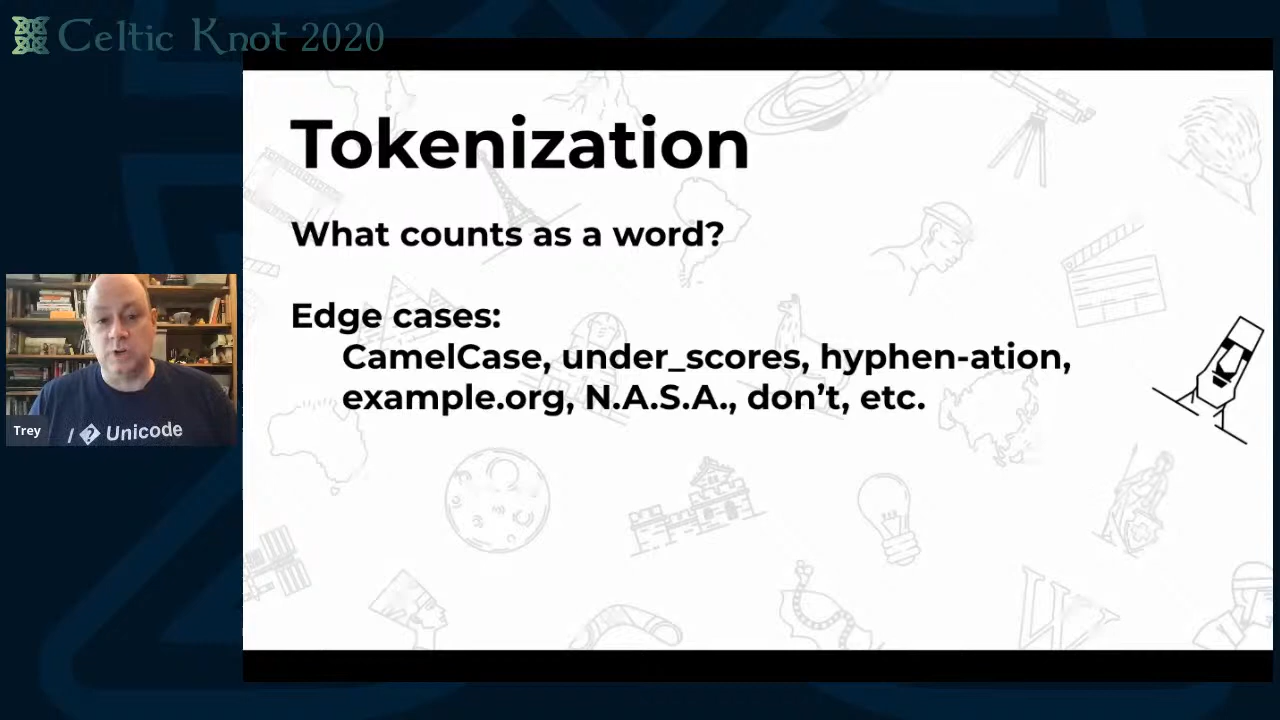 Celtic Knot 2020
Tokenization
What counts as a word?
Edge cases:
CamelCase, under_scores, hyphen-ation,
example.org, N.A.S.A., don’t, etc.
Trey
/ � Unicode
W